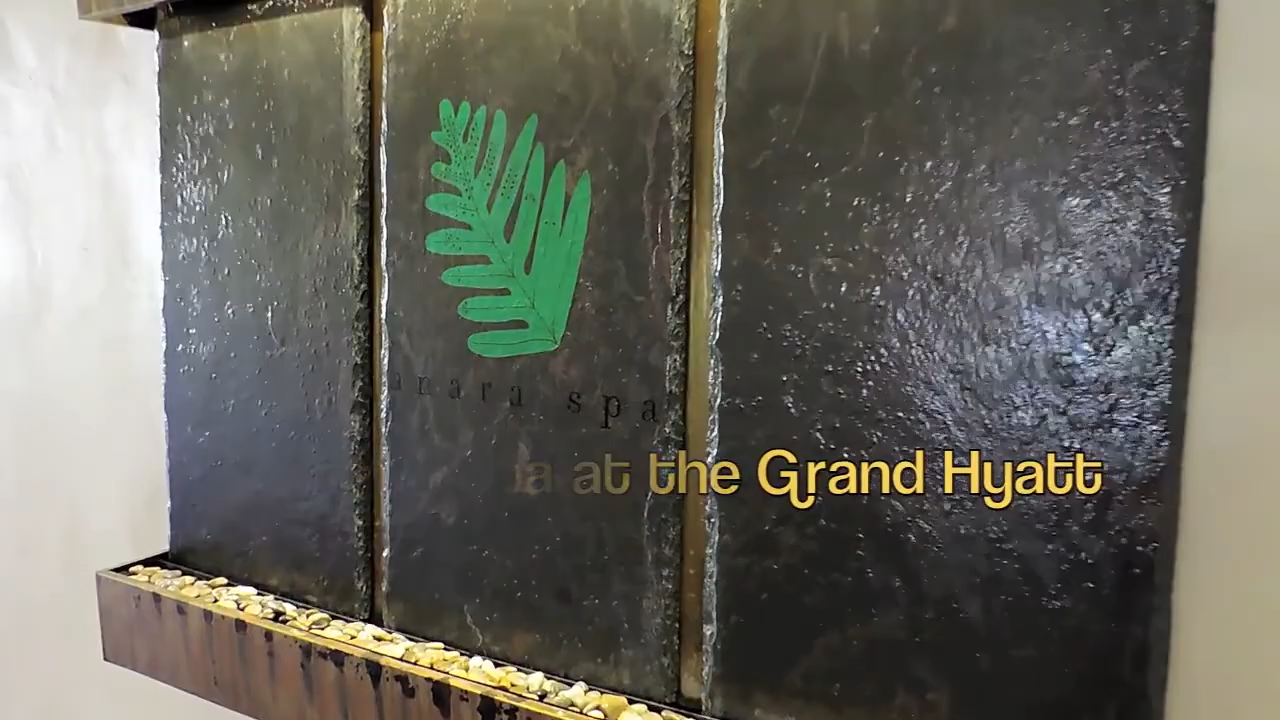 anara spa
at the Grand Hyatt